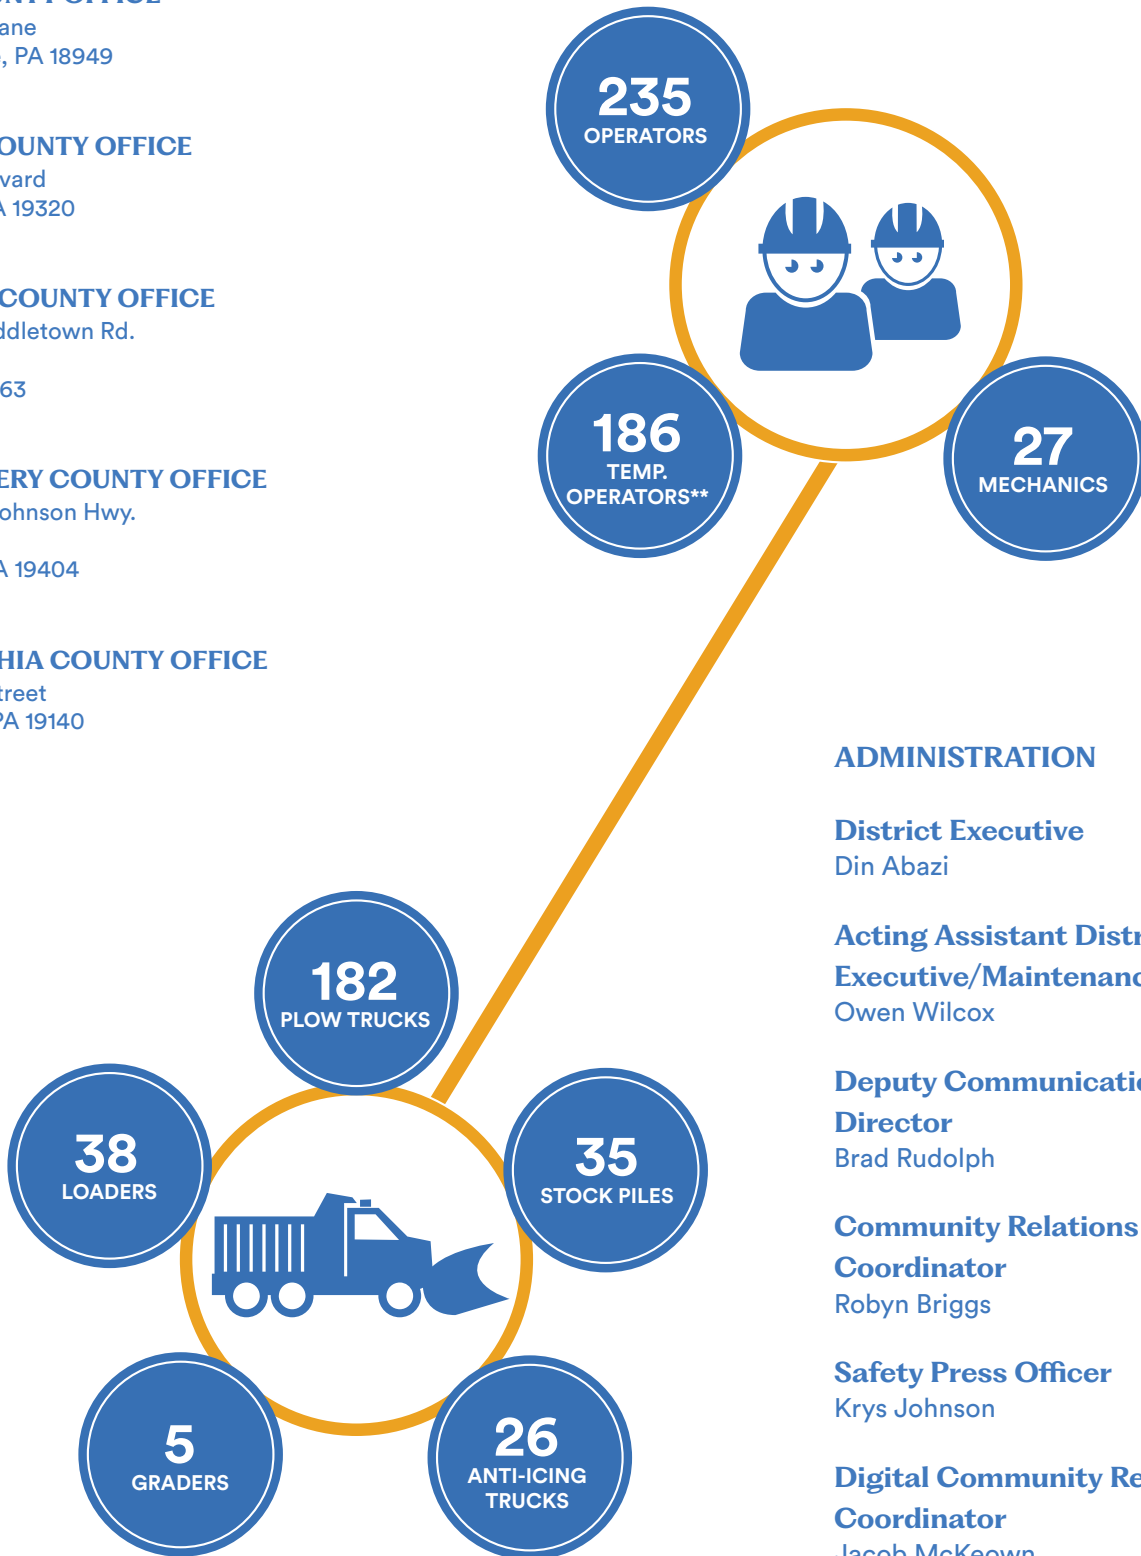 ane
, PA 18949
OUNTY OFFICE
vard
A 19320
COUNTY OFFICE
ddletown Rd.
63
ERY COUNTY OFFICE
ohnson Hwy.
A 19404
HIA COUNTY OFFICE
treet
PA 19140
235
OPERATORS
186
TEMP.
OPERATORS**
27
MECHANICS
182
PLOW TRUCKS
38
LOADERS
35
STOCK PILES
5
GRADERS
26
ANTI-ICING
TRUCKS
ADMINISTRATION
District Executive
Din Abazi
Acting Assistant Distr
Executive/Maintenanc
Owen Wilcox
Deputy Communicatio
Director
Brad Rudolph
Community Relations
Coordinator
Robyn Briggs
Safety Press Officer
Krys Johnson
Digital Community Re
Coordinator
Jacob McKeown